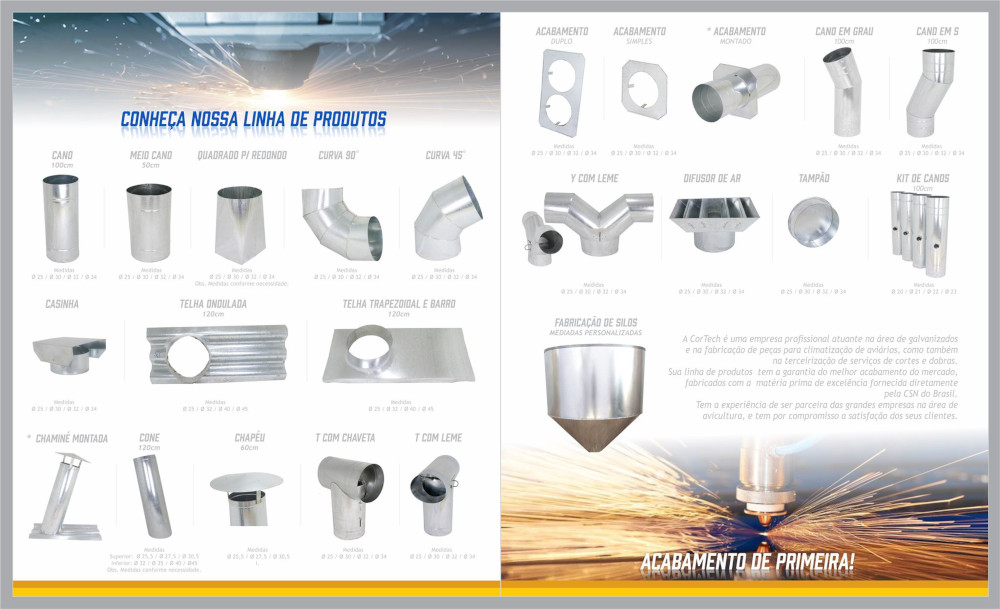 CONHEÇA NOSSA LINHA DE PRODUTOS
CANO
100cm
Medidas
Ø 25 / Ø 30 / Ø 32 / Ø 34
MEIO CANO
50cm
Medidas
Ø 25 / Ø 30 / Ø 32 / Ø 34
QUADRADO P/ REDONDO
Medidas
Ø 25 / Ø 30 / Ø 32 / Ø 34
Obs. Medidas conforme necessidade.
CURVA 90°
Medidas
Ø 25 / Ø 30 / Ø 32 / Ø 34
CURVA 45°
Medidas
Ø 25 / Ø 30 / Ø 32 / Ø 34
CASINHA
Medidas
Ø 25 / Ø 30 / Ø 32 / Ø 34
TELHA ONDULADA
120cm
Medidas
Ø 25 / Ø 32 / Ø 40 / Ø 45
TELHA TRAPEZOIDAL E BARRO
120cm
Medidas
Ø 25 / Ø 32 / Ø 40 / Ø 45
* CHAMINÉ MONTADA
CONE
120cm
Medidas
Superior: Ø 25,5 / Ø 27,5 / Ø 30,5
Inferior: Ø 32 / Ø 35 / Ø 40 / Ø45
Obs. Medidas conforme necessidade.
CHAPÉU
60cm
Medidas
Ø 25,5 / Ø 27,5 / Ø 30,5
T COM CHAVETA
Medidas
Ø 25 / Ø 30 / Ø 32 / Ø 34
T COM LEME
Medidas
Ø 25 / Ø 30 / Ø 32 / Ø 34
ACABAMENTO
DUPLO
Medidas
Ø 25 / Ø 30 / Ø 32 / Ø 34
ACABAMENTO
SIMPLES
Medidas
Ø 25 / Ø 30 / Ø 32 / Ø 34
* ACABAMENTO
MONTADO
CANO EM GRAU
100cm
Medidas
Ø 25 / Ø 30 / Ø 32 / Ø 34
CANO EM S
100cm
Medidas
Ø 25 / Ø 30 / Ø 32 / Ø 34
Y COM LEME
Medidas
Ø 25 / Ø 30 / Ø 32 / Ø 34
DIFUSOR DE AR
Medidas
Ø 25 / Ø 30 / Ø 32 / Ø 34
TAMPÃO
Medidas
Ø 25 / Ø 30 / Ø 32 / Ø 34
KIT DE CANOS
100cm
Medidas
Ø 20 / Ø 21 / Ø 22 / Ø 23
FABRICAÇÃO DE SILOS
MEDIADAS PERSONALIZADAS
A CorTech é uma empresa profissional atuante na área de galvanizados
e na fabricação de peças para climatização de aviários, como também
na terceirização de serviços de cortes e dobras.
Sua linha de produtos tem a garantia do melhor acabamento do mercado,
fabricados com a matéria prima de excelência fornecida diretamente
pela CSN do Brasil.
Tem a experiência de ser parceira das grandes empresas na área de
avicultura, e tem por compromisso a satisfação dos seus clientes.
ACABAMENTO DE PRIMEIRA!